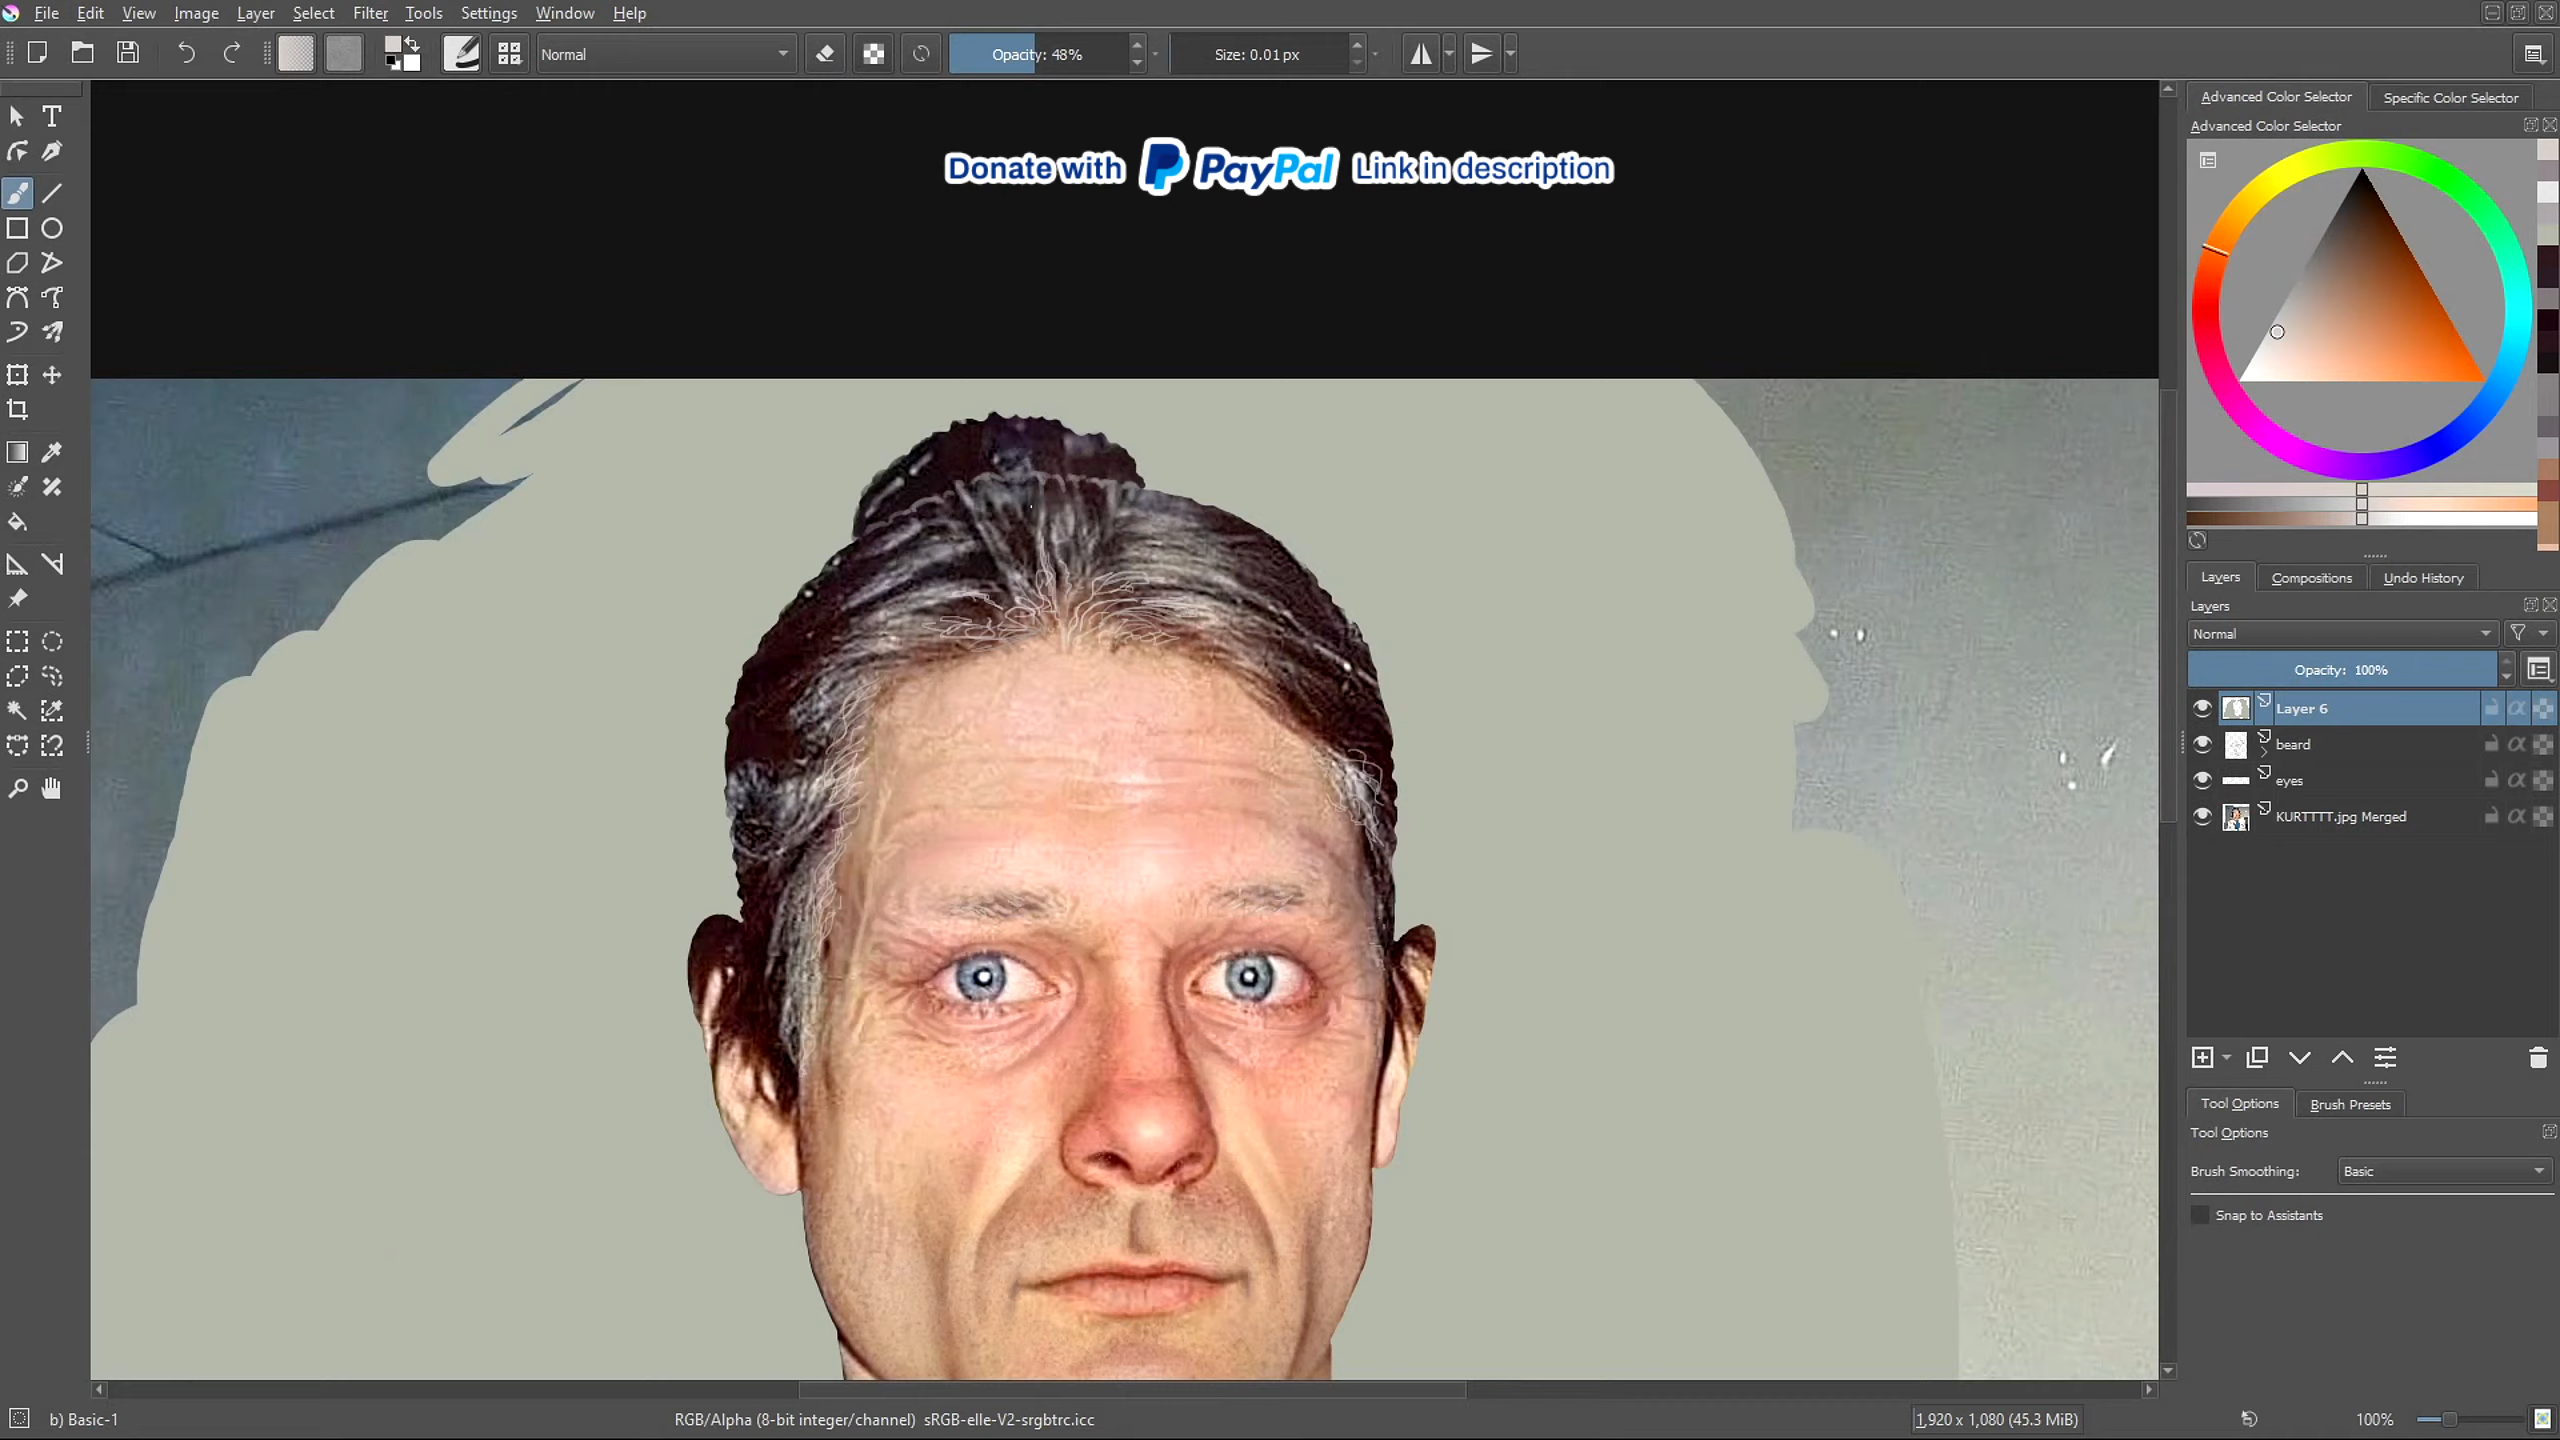 File Edit View Image Layer Select Filter Tools Settings Window Help
Normal Opacity: 48% Size: 0.01 px
Donate with PayPal Link in description
Advanced Color Selector Specific Color Selector
Advanced Color Selector
Layers Compositions Undo History
Layers
Normal
Opacity: 100%
Layer 6
beard
eyes
KURTTTT.jpg Merged
Tool Options Brush Presets
Tool Options
Brush Smoothing: Basic
Snap to Assistants
b) Basic-1 RGB/Alpha (8-bit integer/channel) sRGB-elle-V2-srgbtrc.icc 1,920 x 1,080 (45.3 MiB) 100%